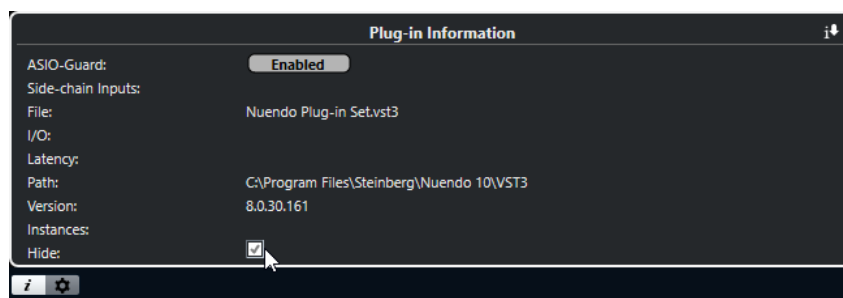 Plug-in Information
ASIO-Guard: Enabled
Side-chain Inputs:
File: Nuendo Plug-in Set.vst3
I/O:
Latency:
Path: C:\Program Files\Steinberg\Nuendo 10\VST3
Version: 8.0.30.161
Instances:
Hide: